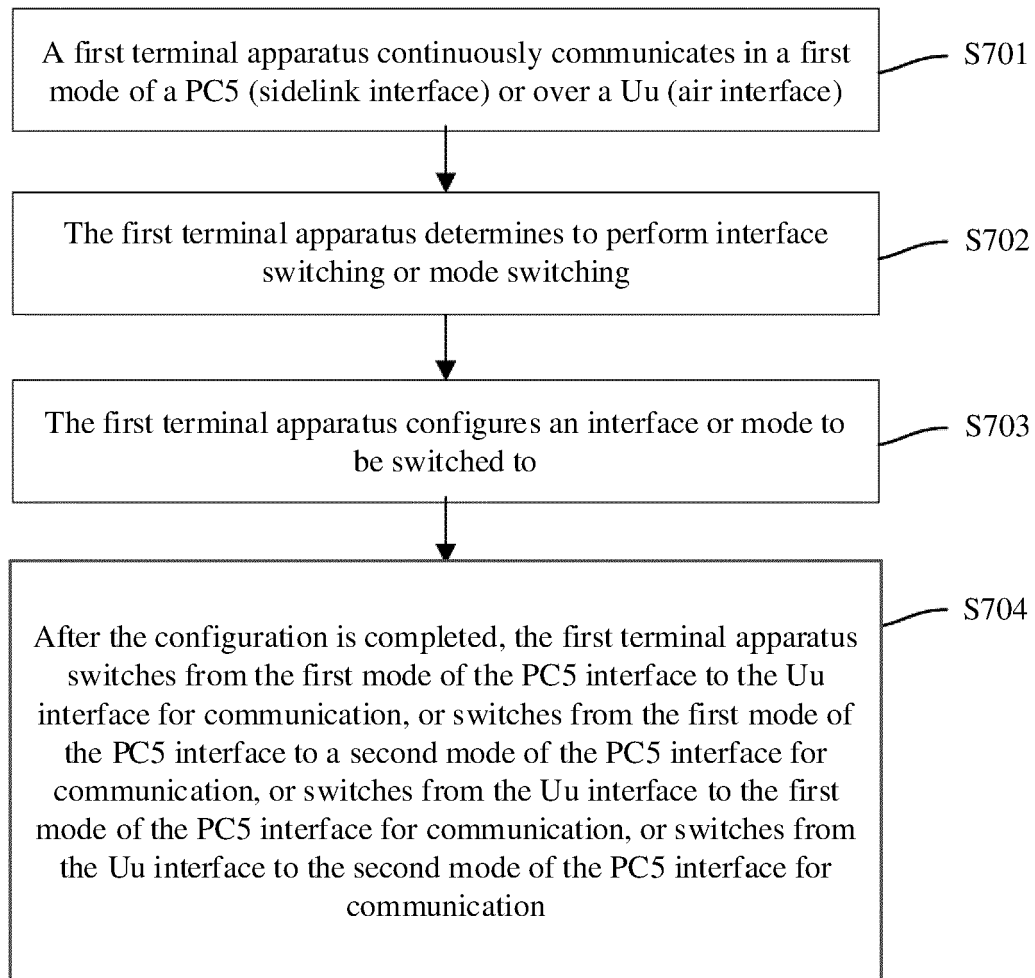 A first terminal apparatus continuously communicates in a first
mode of a PC5 (sidelink interface) or over a Uu (air interface)
S701
The first terminal apparatus determines to perform interface
switching or mode switching
S702
The first terminal apparatus configures an interface or mode to
be switched to
S703
After the configuration is completed, the first terminal apparatus
switches from the first mode of the PC5 interface to the Uu
interface for communication, or switches from the first mode of
the PC5 interface to a second mode of the PC5 interface for
communication, or switches from the Uu interface to the first
mode of the PC5 interface for communication, or switches from
the Uu interface to the second mode of the PC5 interface for
communication
S704